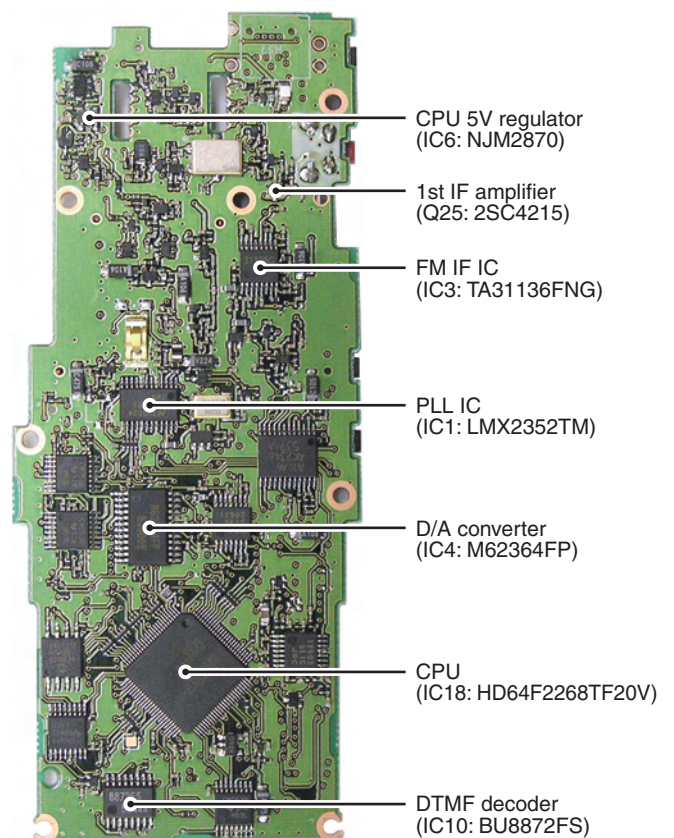 CPU 5V regulator
(IC6: NJM2870)
1st IF amplifier
(Q25: 2SC4215)
FM IF IC
(IC3: TA31136FNG)
PLL IC
(IC1: LMX2352TM)
D/A converter
(IC4: M62364FP)
CPU
(IC18: HD64F2268TF20V)
DTMF decoder
(IC10: BU8872FS)